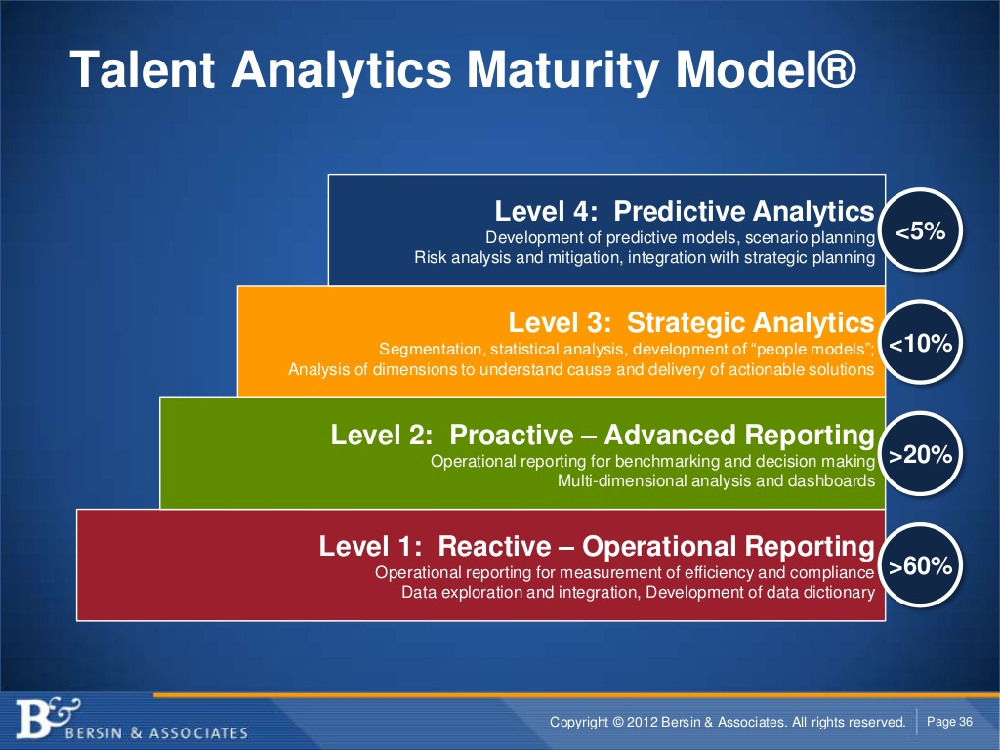 Talent Analytics Maturity Model®
Level 4:  Predictive Analytics
Development of predictive models, scenario planning
Risk analysis and mitigation, integration with strategic planning
<5%
Level 3:  Strategic Analytics
Segmentation, statistical analysis, development of “people models”;
Analysis of dimensions to understand cause and delivery of actionable solutions
<10%
Level 2:  Proactive – Advanced Reporting
Operational reporting for benchmarking and decision making
Multi-dimensional analysis and dashboards
>20%
Level 1:  Reactive – Operational Reporting
Operational reporting for measurement of efficiency and compliance
Data exploration and integration, Development of data dictionary
>60%
B&
BERSIN & ASSOCIATES
Copyright © 2012 Bersin & Associates. All rights reserved.
Page 36